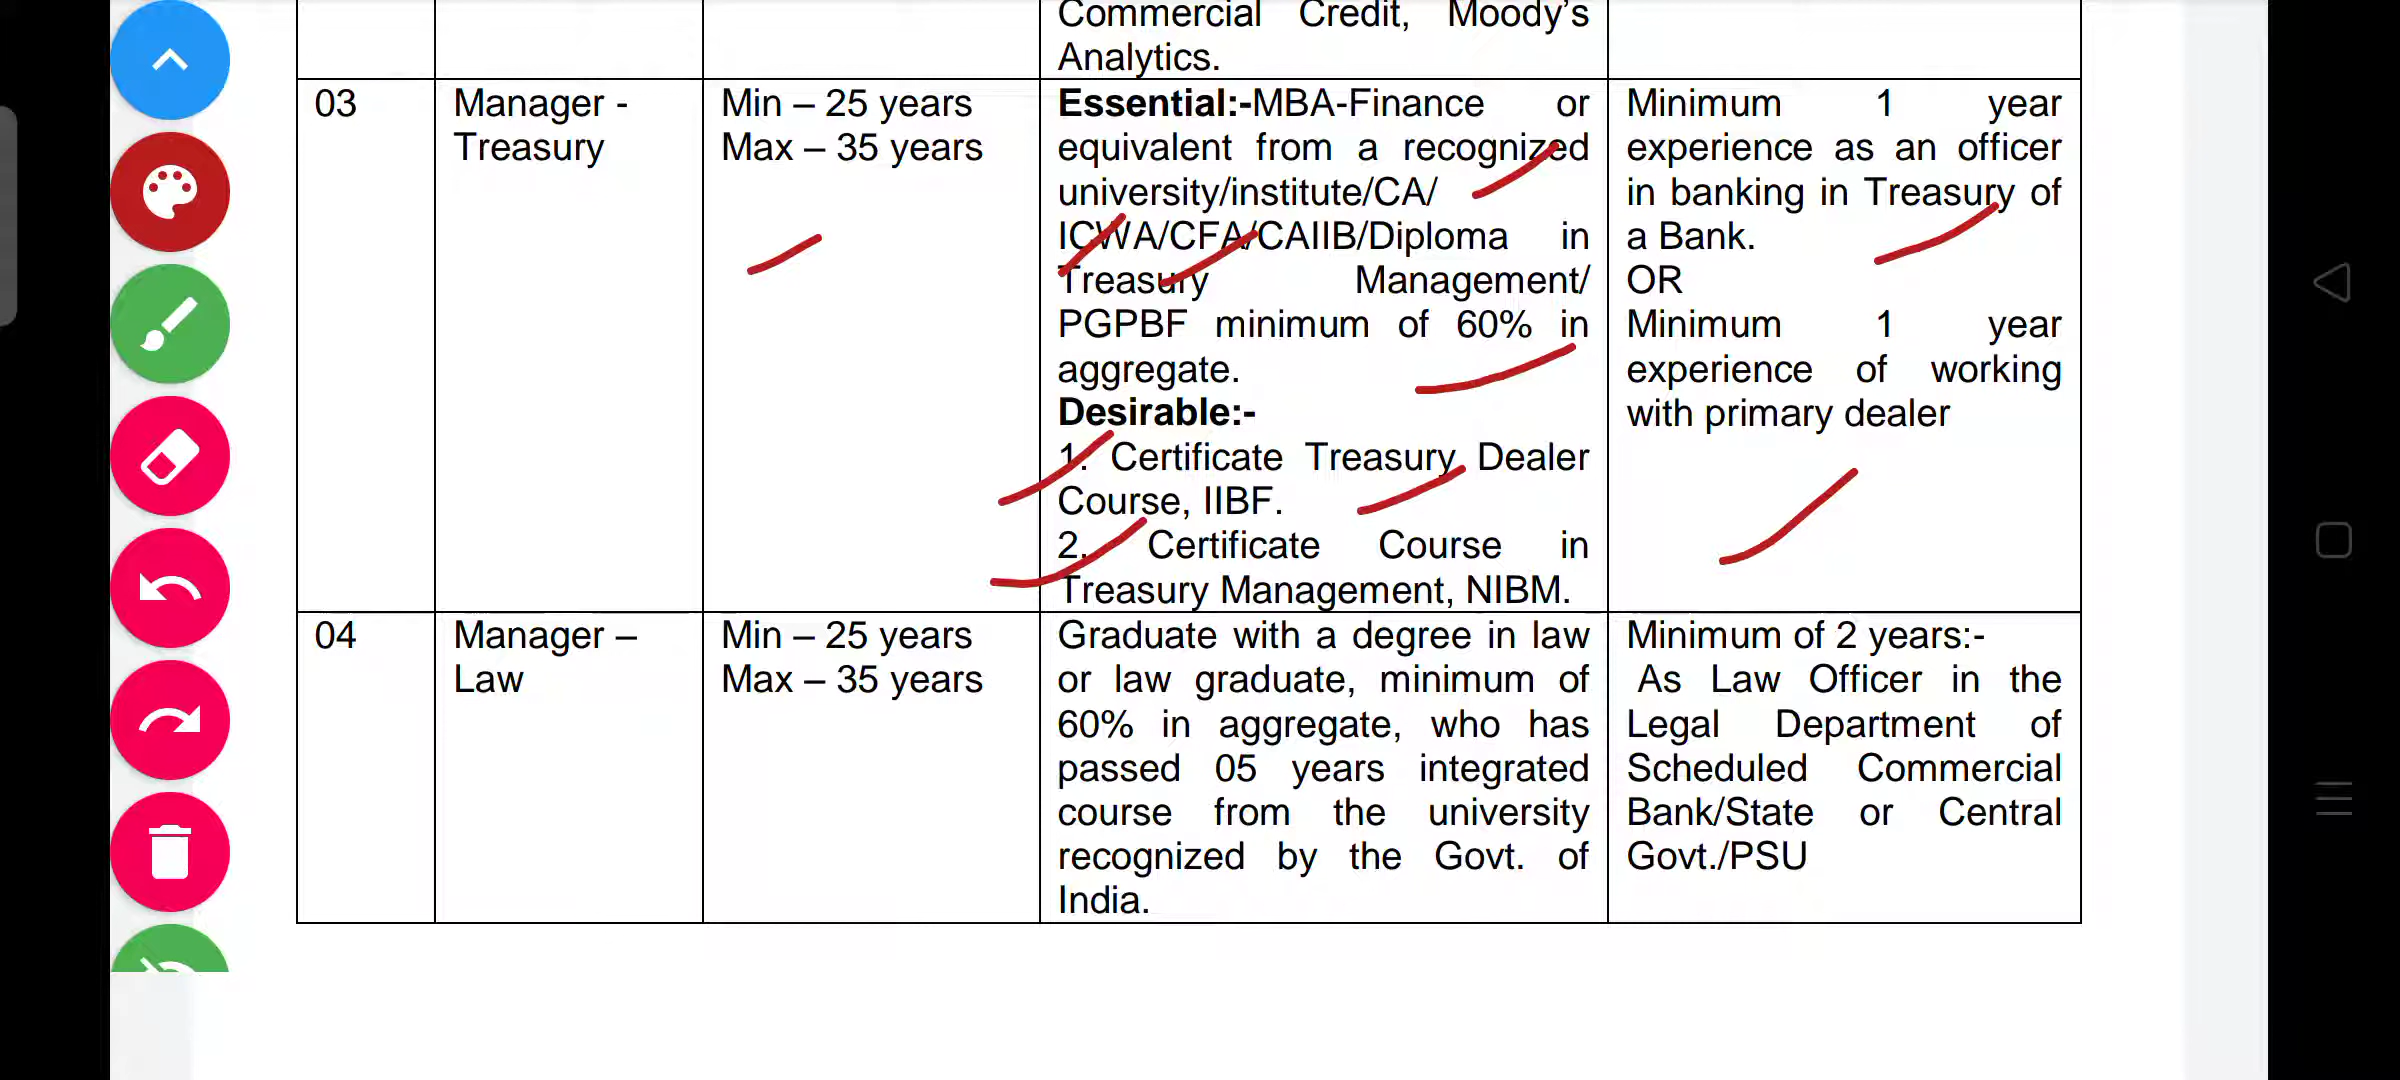 Commercial Credit, Moody's
Analytics.
03
Manager -
Treasury
Min – 25 years
Max – 35 years
Essential:-MBA-Finance or
equivalent from a recognized
university/institute/CA/
ICWA/CFA/CAIIB/Diploma in
Treasury Management/
PGPBF minimum of 60% in
aggregate.
Desirable:-
1. Certificate Treasury Dealer
Course, IIBF.
2. Certificate Course in
Treasury Management, NIBM.
Minimum 1 year
experience as an officer
in banking in Treasury of
a Bank.
OR
Minimum 1 year
experience of working
with primary dealer
04
Manager –
Law
Min – 25 years
Max – 35 years
Graduate with a degree in law
or law graduate, minimum of
60% in aggregate, who has
passed 05 years integrated
course from the university
recognized by the Govt. of
India.
Minimum of 2 years:-
As Law Officer in the
Legal Department of
Scheduled Commercial
Bank/State or Central
Govt./PSU